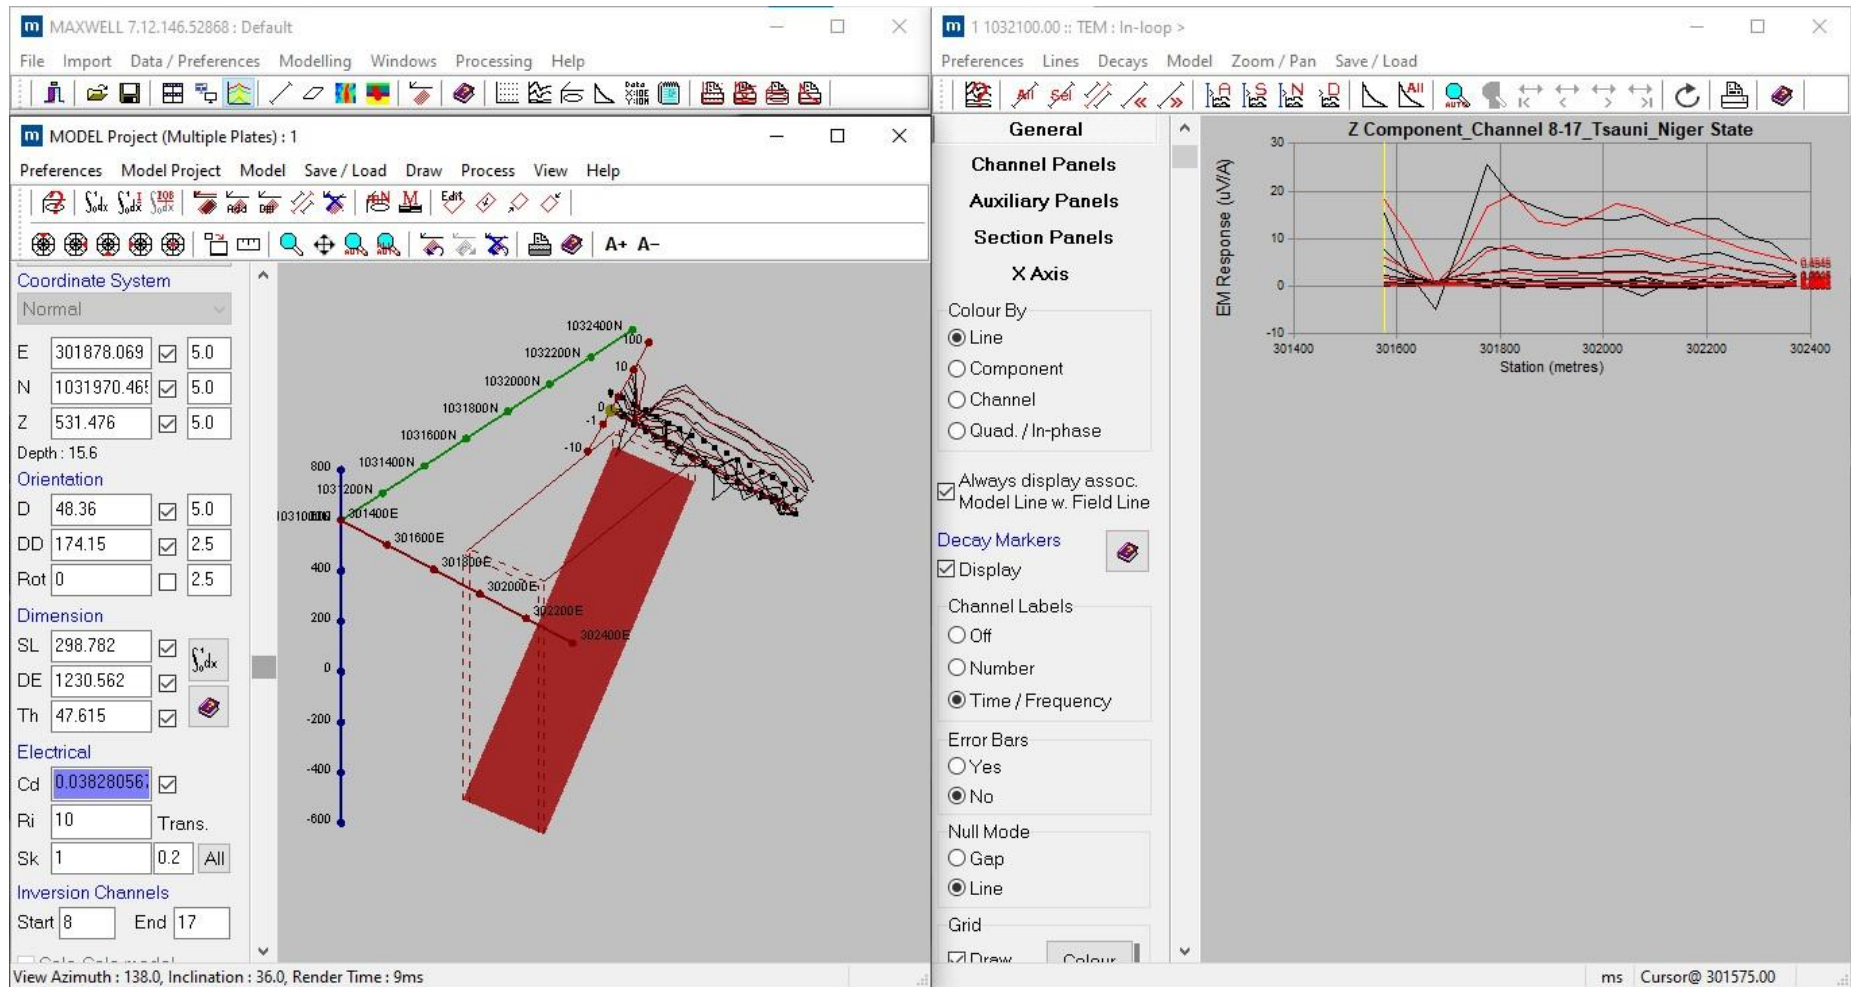 MAXWELL 7.12.146.52868 : Default
File Import Data / Preferences Modelling Windows Processing Help
MODEL Project (Multiple Plates) : 1
Preferences Model Project Model Save / Load Draw Process View Help
A+ A-
Coordinate System
Normal
E 301878.069 5.0
N 1031970.46 5.0
Z 531.476 5.0
Depth : 15.6
Orientation
D 48.36 5.0
DD 174.15 2.5
Rot 0 2.5
Dimension
SL 298.782
DE 1230.562
Th 47.615
Electrical
Cd 0.03828056
Ri 10 Trans.
Sk 1 0.2 All
Inversion Channels
Start 8 End 17
1032400N
1032200N
1032000N
1031800N
1031600N
1031400N
1031200N
100
10
0
-1
-10
800
400
200
0
-200
-400
-600
301400E
301600E
301800E
302000E
302200E
302400E
View Azimuth : 138.0, Inclination : 36.0, Render Time : 9ms
1 1032100.00 :: TEM : In-loop >
Preferences Lines Decays Model Zoom / Pan Save / Load
General
Channel Panels
Auxiliary Panels
Section Panels
X Axis
Colour By
Line
Component
Channel
Quad. / In-phase
Always display assoc.
Model Line w. Field Line
Decay Markers
Display
Channel Labels
Off
Number
Time / Frequency
Error Bars
Yes
No
Null Mode
Gap
Line
Grid
Draw Colour
Z Component_Channel 8-17_Tsauni_Niger State
EM Response (uV/A)
30
20
10
0
-10
301400 301600 301800 302000 302200 302400
Station (metres)
ms Cursor@ 301575.00